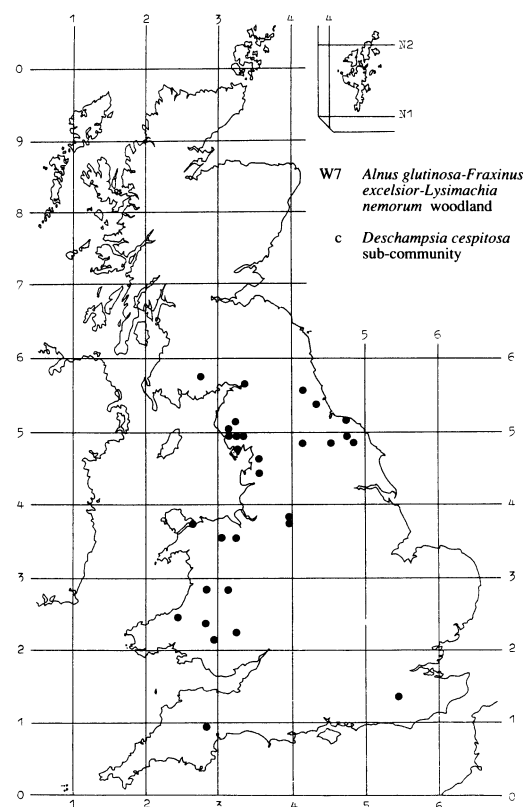 1 2 3 4
4
N2
0
N1
9
W7 Alnus glutinosa-Fraxinus
excelsior-Lysimachia
nemorum woodland
8
c Deschampsia cespitosa
sub-community
7
5 6
6 6
5 5
4 4
3 3
2 2
1 1
0 0
1 2 3 4 5 6